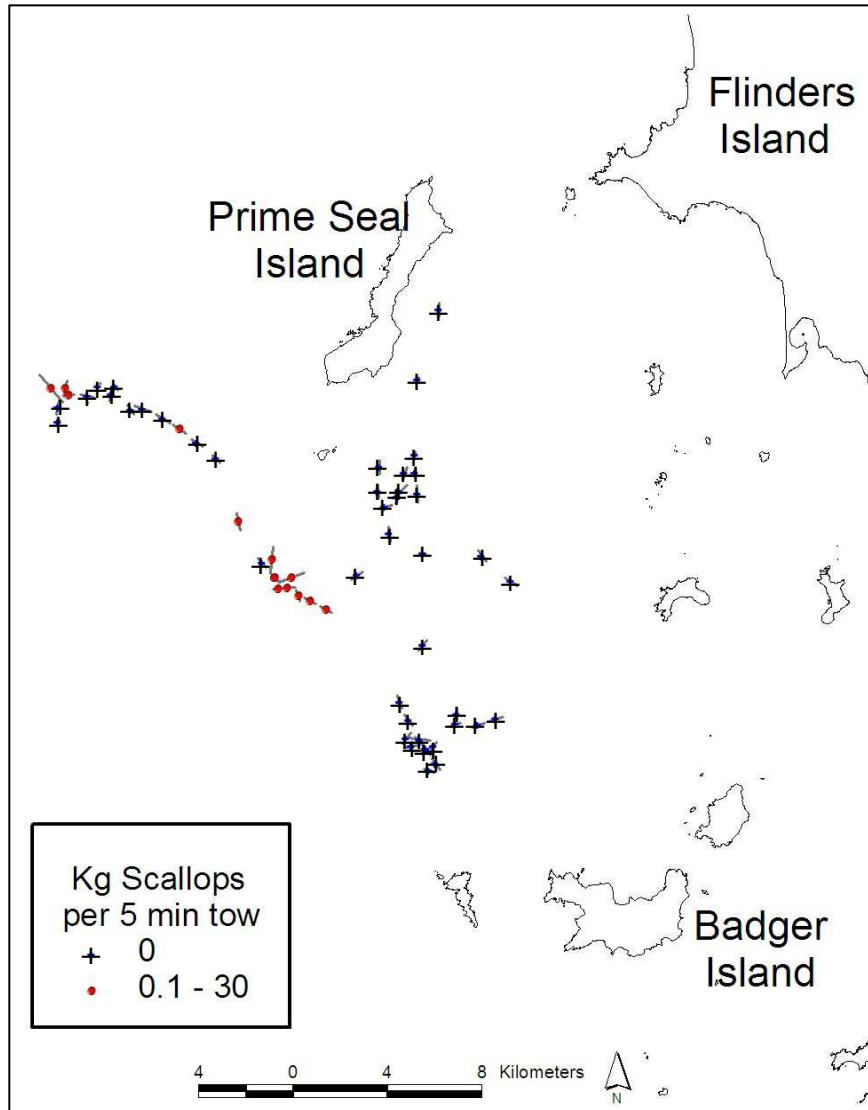 Flinders
Island
Prime Seal
Island
Kg Scallops
per 5 min tow
0
0.1 - 30
Badger
Island
4 0 4 8 Kilometers
N